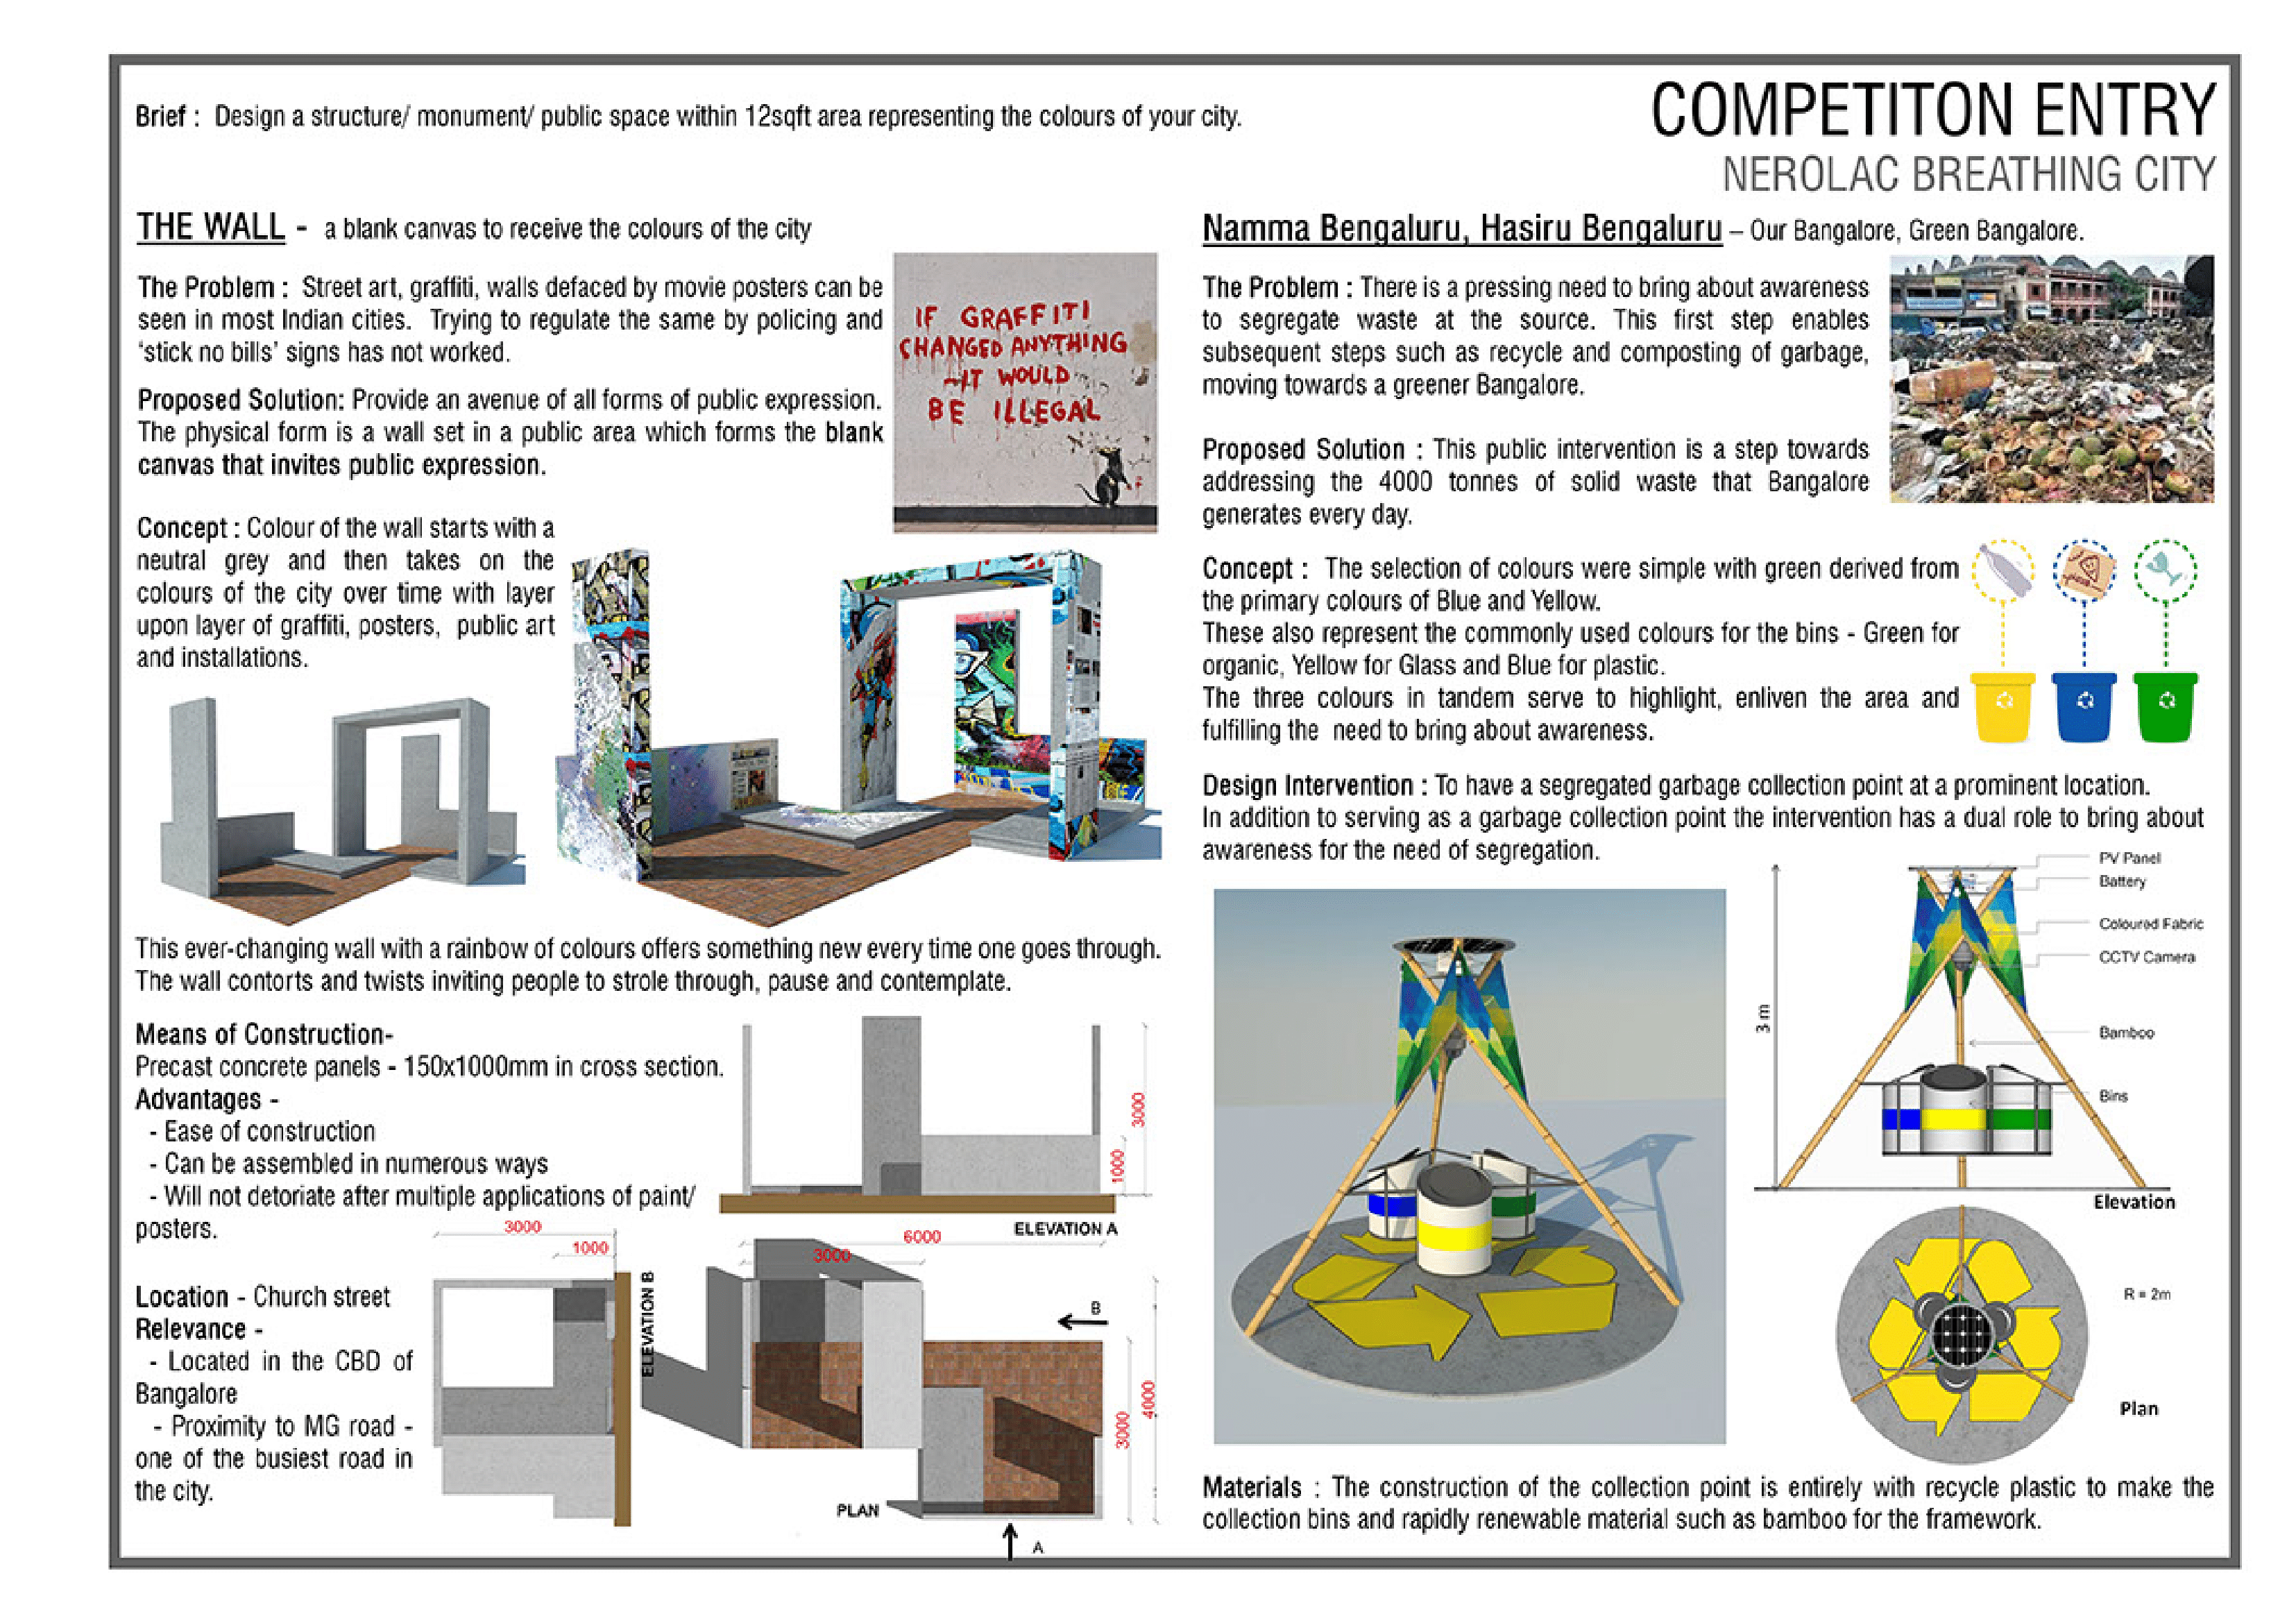 Brief : Design a structure/ monument/ public space within 12sqft area representing the colours of your city.
COMPETITON ENTRY
NEROLAC BREATHING CITY
THE WALL - a blank canvas to receive the colours of the city
The Problem : Street art, graffiti, walls defaced by movie posters can be
seen in most Indian cities. Trying to regulate the same by policing and
‘stick no bills’ signs has not worked.
Proposed Solution: Provide an avenue of all forms of public expression.
The physical form is a wall set in a public area which forms the blank
canvas that invites public expression.
IF GRAFFITI
CHANGED ANYTHING
-IT WOULD
BE ILLEGAL
Concept : Colour of the wall starts with a
neutral grey and then takes on the
colours of the city over time with layer
upon layer of graffiti, posters, public art
and installations.
This ever-changing wall with a rainbow of colours offers something new every time one goes through.
The wall contorts and twists inviting people to strole through, pause and contemplate.
Means of Construction-
Precast concrete panels - 150x1000mm in cross section.
Advantages -
- Ease of construction
- Can be assembled in numerous ways
- Will not detoriate after multiple applications of paint/
posters.
3000
1000
ELEVATION A
Location - Church street
Relevance -
- Located in the CBD of
Bangalore
- Proximity to MG road -
one of the busiest road in
the city.
3000
1000
ELEVATION B
6000
3000
B
3000
4000
PLAN
A
Namma Bengaluru, Hasiru Bengaluru – Our Bangalore, Green Bangalore.
The Problem : There is a pressing need to bring about awareness
to segregate waste at the source. This first step enables
subsequent steps such as recycle and composting of garbage,
moving towards a greener Bangalore.
Proposed Solution : This public intervention is a step towards
addressing the 4000 tonnes of solid waste that Bangalore
generates every day.
Concept : The selection of colours were simple with green derived from
the primary colours of Blue and Yellow.
These also represent the commonly used colours for the bins - Green for
organic, Yellow for Glass and Blue for plastic.
The three colours in tandem serve to highlight, enliven the area and
fulfilling the need to bring about awareness.
Design Intervention : To have a segregated garbage collection point at a prominent location.
In addition to serving as a garbage collection point the intervention has a dual role to bring about
awareness for the need of segregation.
PV Panel
Battery
Coloured Fabric
CCTV Camera
3 m
Bamboo
Bins
Elevation
R = 2m
Plan
Materials : The construction of the collection point is entirely with recycle plastic to make the
collection bins and rapidly renewable material such as bamboo for the framework.